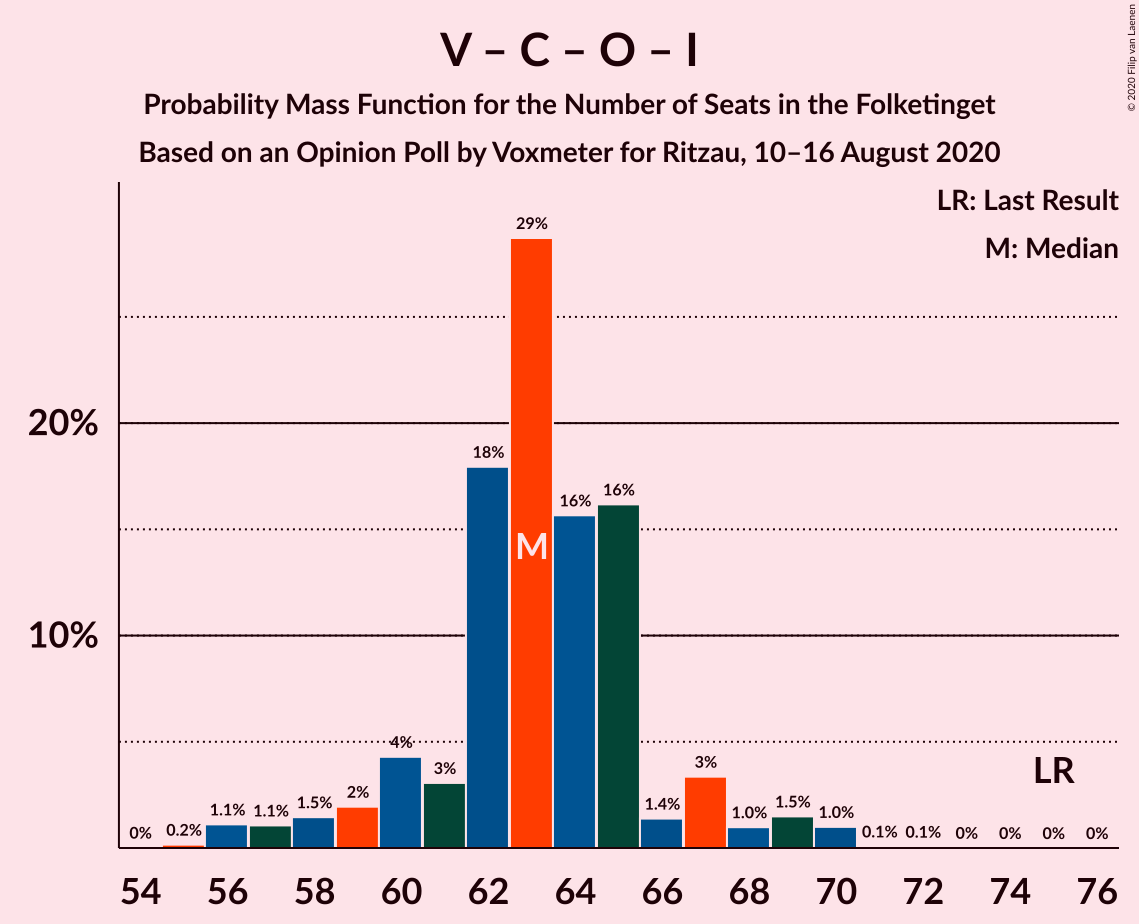 V – C – O – I
Probability Mass Function for the Number of Seats in the Folketinget
Based on an Opinion Poll by Voxmeter for Ritzau, 10–16 August 2020
© 2020 Filip van Laenen
LR: Last Result
M: Median
20%
10%
0%
0.2%
1.1%
1.1%
1.5%
2%
4%
3%
18%
29%
16%
16%
1.4%
3%
1.0%
1.5%
1.0%
0.1%
0.1%
0%
0%
0%
0%
M
LR
54 56 58 60 62 64 66 68 70 72 74 76